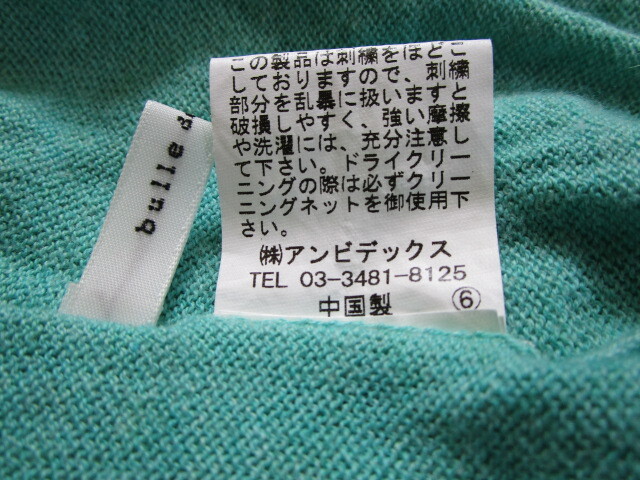 この製品は刺繍をほどこ
しておりますので、刺繍
部分を乱暴に扱いますと
破損しやすく、強い摩擦
や洗濯には、充分注意し
て下さい。ドライクリー
ニングの際は必ずクリー
ニングネットを御使用下
さい。
㈱アンビデックス
TEL 03-3481-8125
中国製 ⑥
bülle